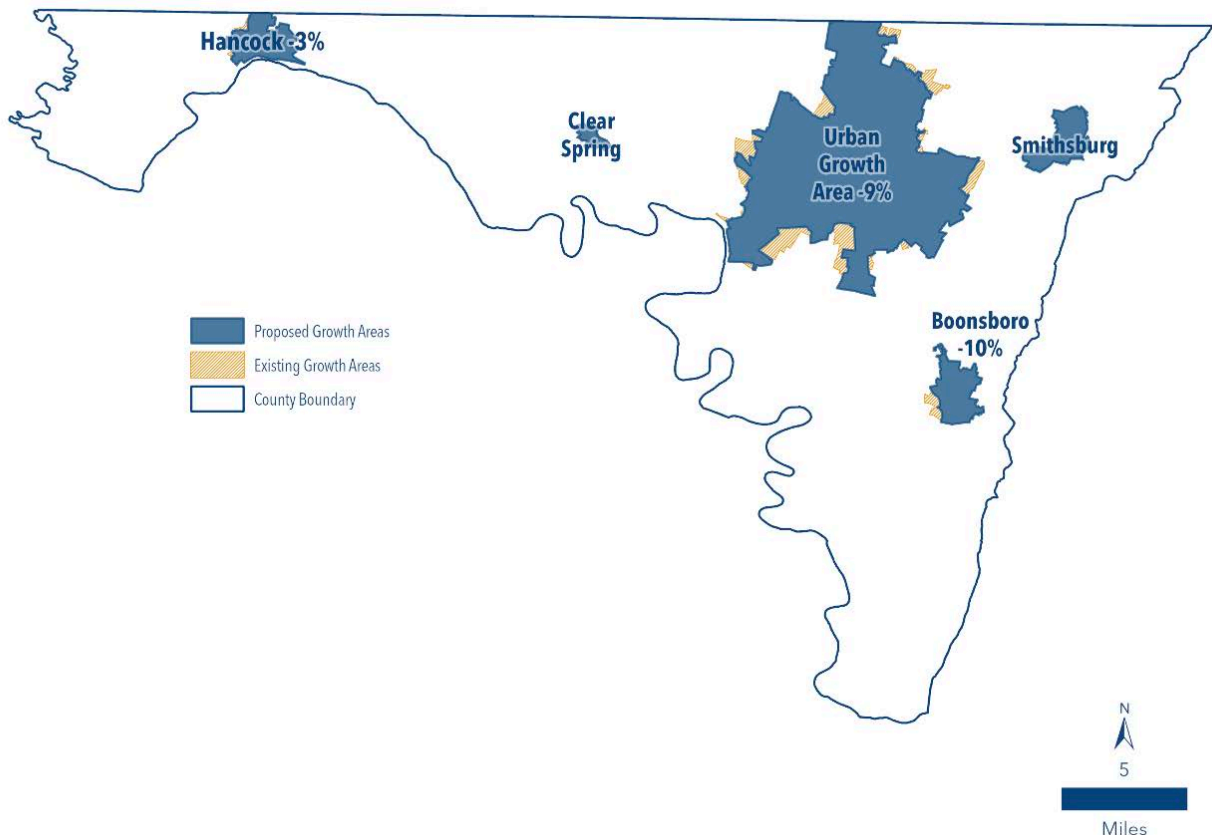 Hancock -3%
Clear
Spring
Urban
Growth
Area -9%
Smithsburg
Boonsboro
-10%
Proposed Growth Areas
Existing Growth Areas
County Boundary
N
5
Miles